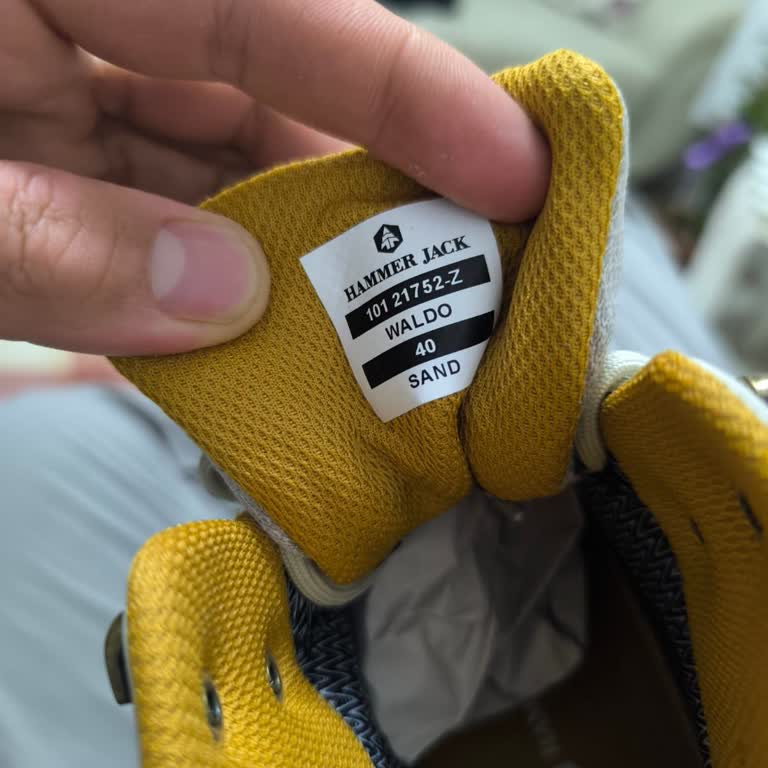 HAMMER JACK
101 21752-Z
WALDO
40
SAND